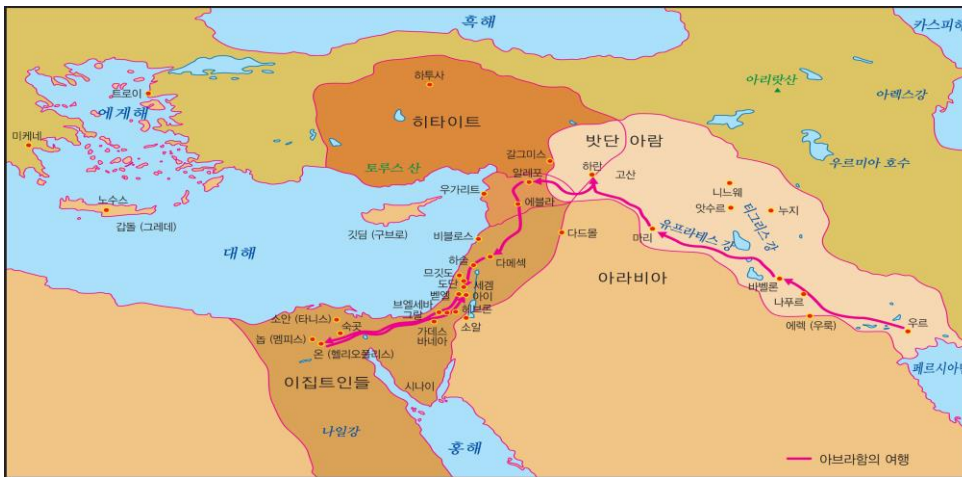 흑해
카스피해
하투사
아리랏산
트로이
에게해
아렉스강
히타이트
미케네
밧단 아람
갈그미스
우르미아 호수
토루스 산
하란
고산
알레포
니느웨
우가리트
에블라
앗수르
누지
노수스
티그리스 강
갑돌 (그레데)
깃딤 (구브로)
유프라테스 강
비블로스
다드몰
마리
대해
하솔
다메섹
아라비아
므깃도
도단
세겜
바벨론
벧엘
아이
나푸르
브엘세바
헤브론
그랄
소안 (타니스)
소알
에렉 (우룩)
우르
숙곳
가데스
바네아
놉 (멤피스)
온 (헬리오폴리스)
이집트인들
시나이
나일강
홍해
아브라함의 여행